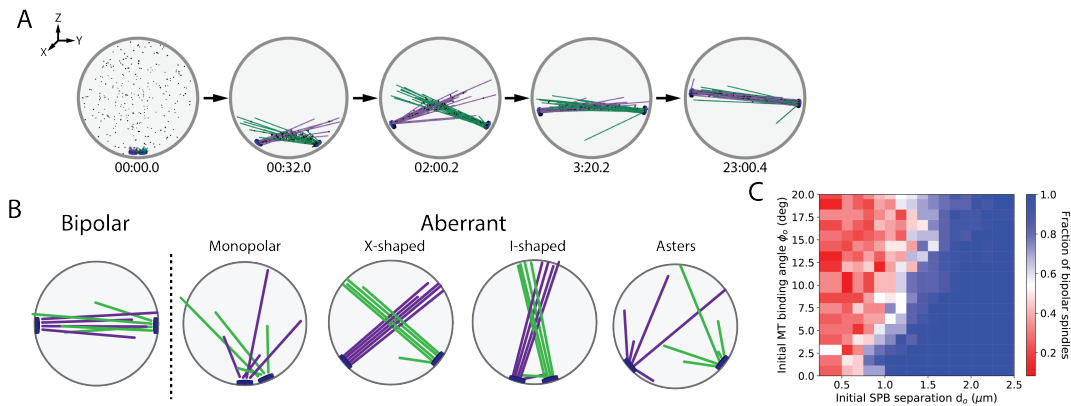 A
Z
Y
X
00:00.0
00:32.0
02:00.2
3:20.2
23:00.4
B
Bipolar
Aberrant
Monopolar
X-shaped
I-shaped
Asters
C
Initial MT binding angle ϕₒ (deg)
20.0
17.5
15.0
12.5
10.0
7.5
5.0
2.5
0.0
0.5
1.0
1.5
2.0
2.5
Initial SPB separation dₒ (μm)
1.0
0.8
0.6
0.4
0.2
Fraction of bipolar spindles